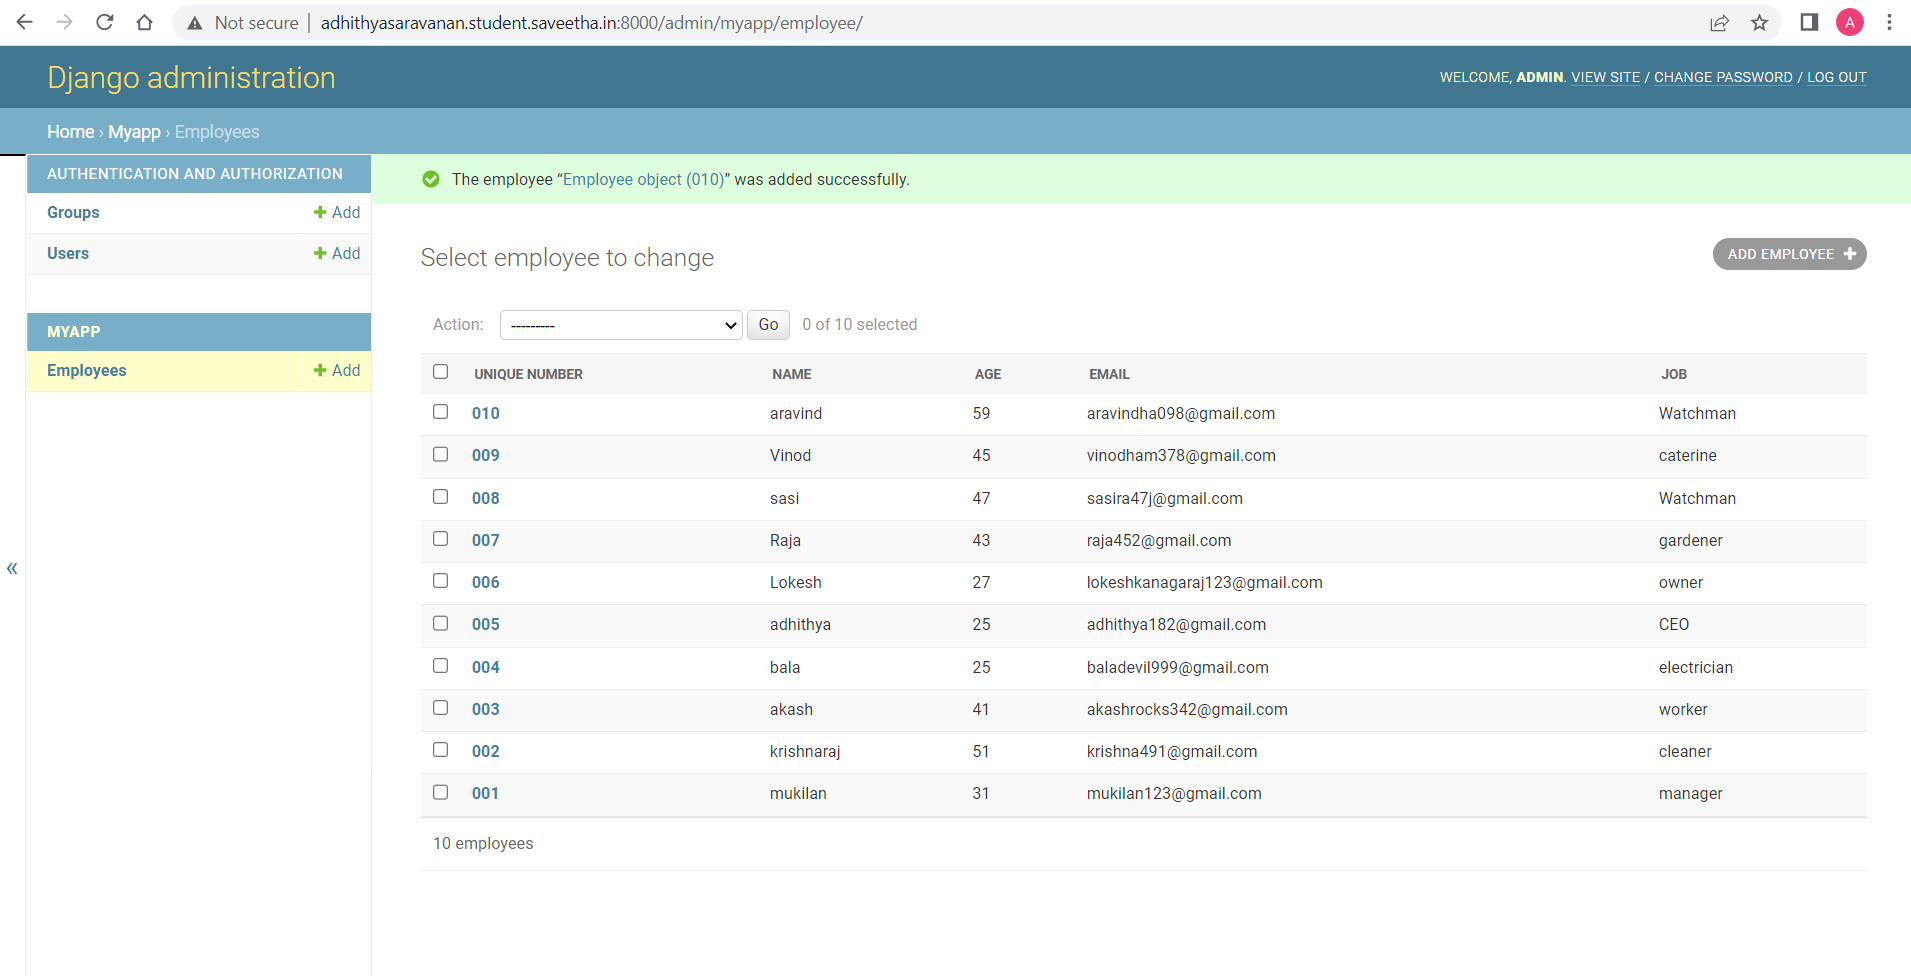 Not secure | adhithyasaravanan.student.saveetha.in:8000/admin/myapp/employee/ A
Django administration WELCOME, ADMIN. VIEW SITE / CHANGE PASSWORD / LOG OUT
Home › Myapp › Employees
AUTHENTICATION AND AUTHORIZATION
Groups + Add
Users + Add
MYAPP
Employees + Add
«
The employee “Employee object (010)” was added successfully.
Select employee to change ADD EMPLOYEE +
Action: --------- Go 0 of 10 selected
UNIQUE NUMBER NAME AGE EMAIL JOB
010 aravind 59 aravindha098@gmail.com Watchman
009 Vinod 45 vinodham378@gmail.com caterine
008 sasi 47 sasira47j@gmail.com Watchman
007 Raja 43 raja452@gmail.com gardener
006 Lokesh 27 lokeshkanagaraj123@gmail.com owner
005 adhithya 25 adhithya182@gmail.com CEO
004 bala 25 baladevil999@gmail.com electrician
003 akash 41 akashrocks342@gmail.com worker
002 krishnaraj 51 krishna491@gmail.com cleaner
001 mukilan 31 mukilan123@gmail.com manager
10 employees